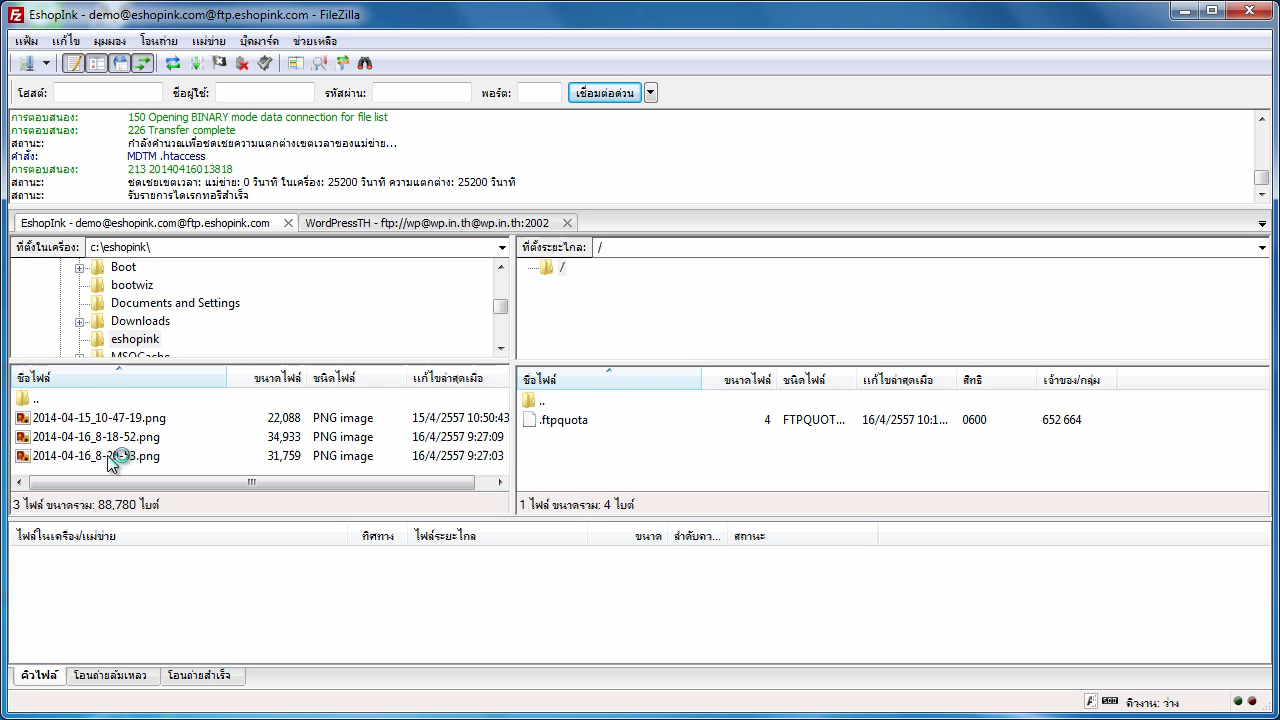 EshopInk - demo@eshopink.com@ftp.eshopink.com - FileZilla
แฟ้ม แก้ไข มุมมอง โอนถ่าย แม่ข่าย บุ๊คมาร์ค ช่วยเหลือ
โฮสต์: ชื่อผู้ใช้: รหัสผ่าน: พอร์ต: เชื่อมต่อด่วน
การตอบสนอง: 150 Opening BINARY mode data connection for file list
การตอบสนอง: 226 Transfer complete
สถานะ: กำลังคำนวณเพื่อชดเชยความแตกต่างเขตเวลาของแม่ข่าย...
คำสั่ง: MDTM .htaccess
การตอบสนอง: 213 20140416013818
สถานะ: ชดเชยเขตเวลา: แม่ข่าย: 0 วินาที ในเครื่อง: 25200 วินาที ความแตกต่าง: 25200 วินาที
สถานะ: รับรายการไดเรกทอรีสำเร็จ
EshopInk - demo@eshopink.com@ftp.eshopink.com WordPressTH - ftp://wp@wp.in.th@wp.in.th:2002
ที่ตั้งในเครื่อง: c:\eshopink\
Boot
bootwiz
Documents and Settings
Downloads
eshopink
MSOCache
ที่ตั้งระยะไกล: /
/
ชื่อไฟล์ ขนาดไฟล์ ชนิดไฟล์ แก้ไขล่าสุดเมื่อ
..
2014-04-15_10-47-19.png 22,088 PNG image 15/4/2557 10:50:43
2014-04-16_8-18-52.png 34,933 PNG image 16/4/2557 9:27:09
2014-04-16_8- 3.png 31,759 PNG image 16/4/2557 9:27:03
3 ไฟล์ ขนาดรวม: 88,780 ไบต์
ชื่อไฟล์ ขนาดไฟล์ ชนิดไฟล์ แก้ไขล่าสุดเมื่อ สิทธิ เจ้าของ/กลุ่ม
..
.ftpquota 4 FTPQUOT... 16/4/2557 10:1... 0600 652 664
1 ไฟล์ ขนาดรวม: 4 ไบต์
ไฟล์ในเครื่อง/แม่ข่าย ทิศทาง ไฟล์ระยะไกล ขนาด ลำดับคว... สถานะ
คิวไฟล์ โอนถ่ายล้มเหลว โอนถ่ายสำเร็จ
คิวงาน: ว่าง